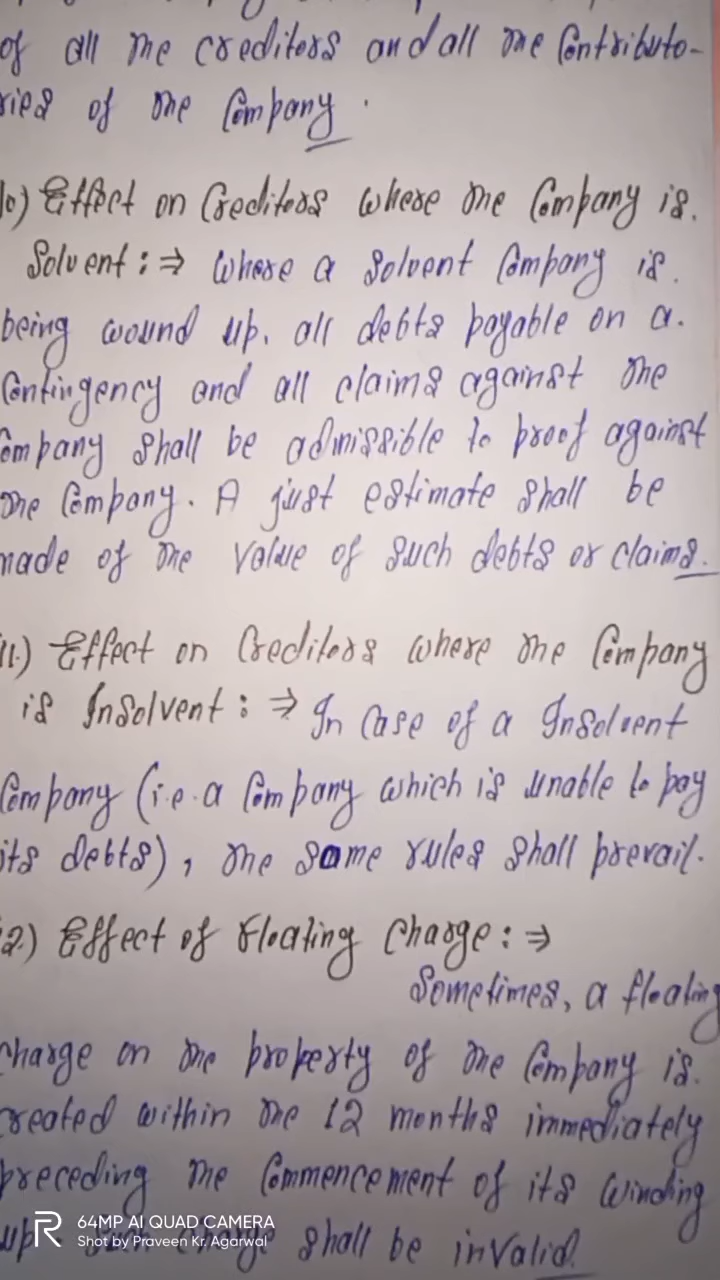 of all the creditors and all the Contributo-
ries of the Company.
10) Effect on Creditors where the Company is.
Solvent : ⇒ Where a Solvent Company is.
being wound up, all debts payable on a.
Contingency and all claims against the
Company shall be admissible to proof against
the Company. A just estimate shall be
made of the value of such debts or claims.
11.) Effect on Creditors where the Company
is Insolvent : ⇒ In Case of a Insolvent
Company (i.e. a Company which is unable to pay
its debts), the same rules shall prevail.
12.) Effect of Floating Charge : ⇒
Sometimes, a floating
charge on the property of the Company is.
created within the 12 months immediately
preceding the Commencement of its Winding
up. Such charge shall be invalid.
64MP AI QUAD CAMERA
Shot by Praveen Kr. Agarwal